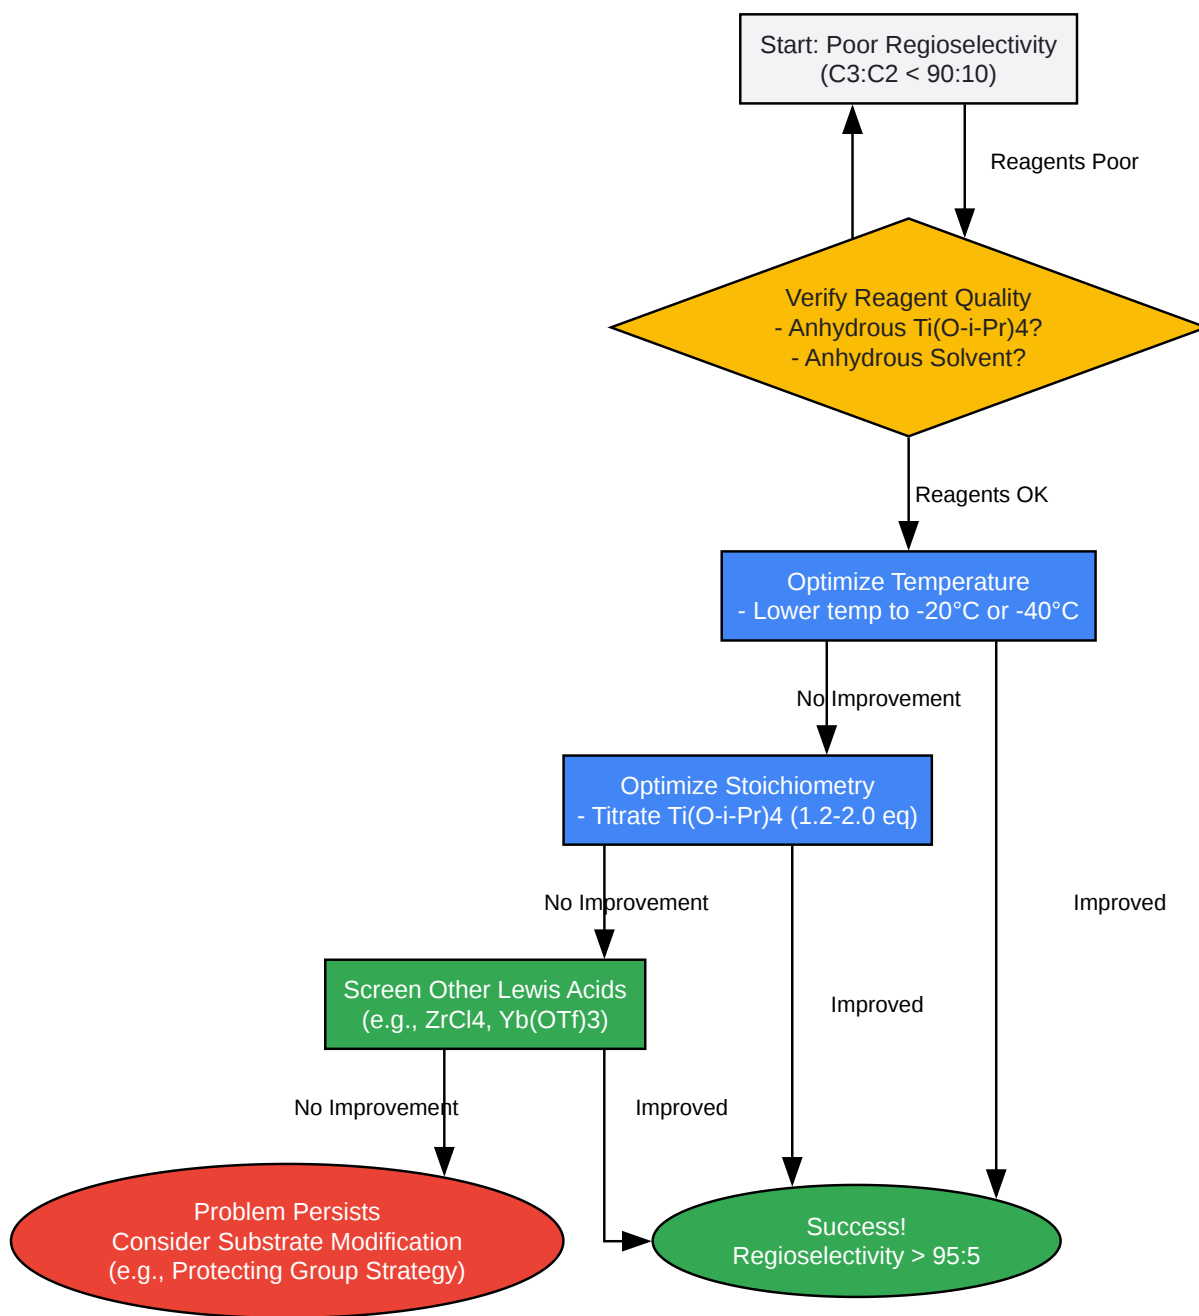 Start: Poor Regioselectivity
(C3:C2 < 90:10)
Reagents Poor
Verify Reagent Quality
- Anhydrous Ti(O-i-Pr)4?
- Anhydrous Solvent?
Reagents OK
Optimize Temperature
- Lower temp to -20°C or -40°C
No Improvement
Optimize Stoichiometry
- Titrate Ti(O-i-Pr)4 (1.2-2.0 eq)
No Improvement
Improved
Screen Other Lewis Acids
(e.g., ZrCl4, Yb(OTf)3)
Improved
No Improvement
Improved
Problem Persists
Consider Substrate Modification
(e.g., Protecting Group Strategy)
Success!
Regioselectivity > 95:5